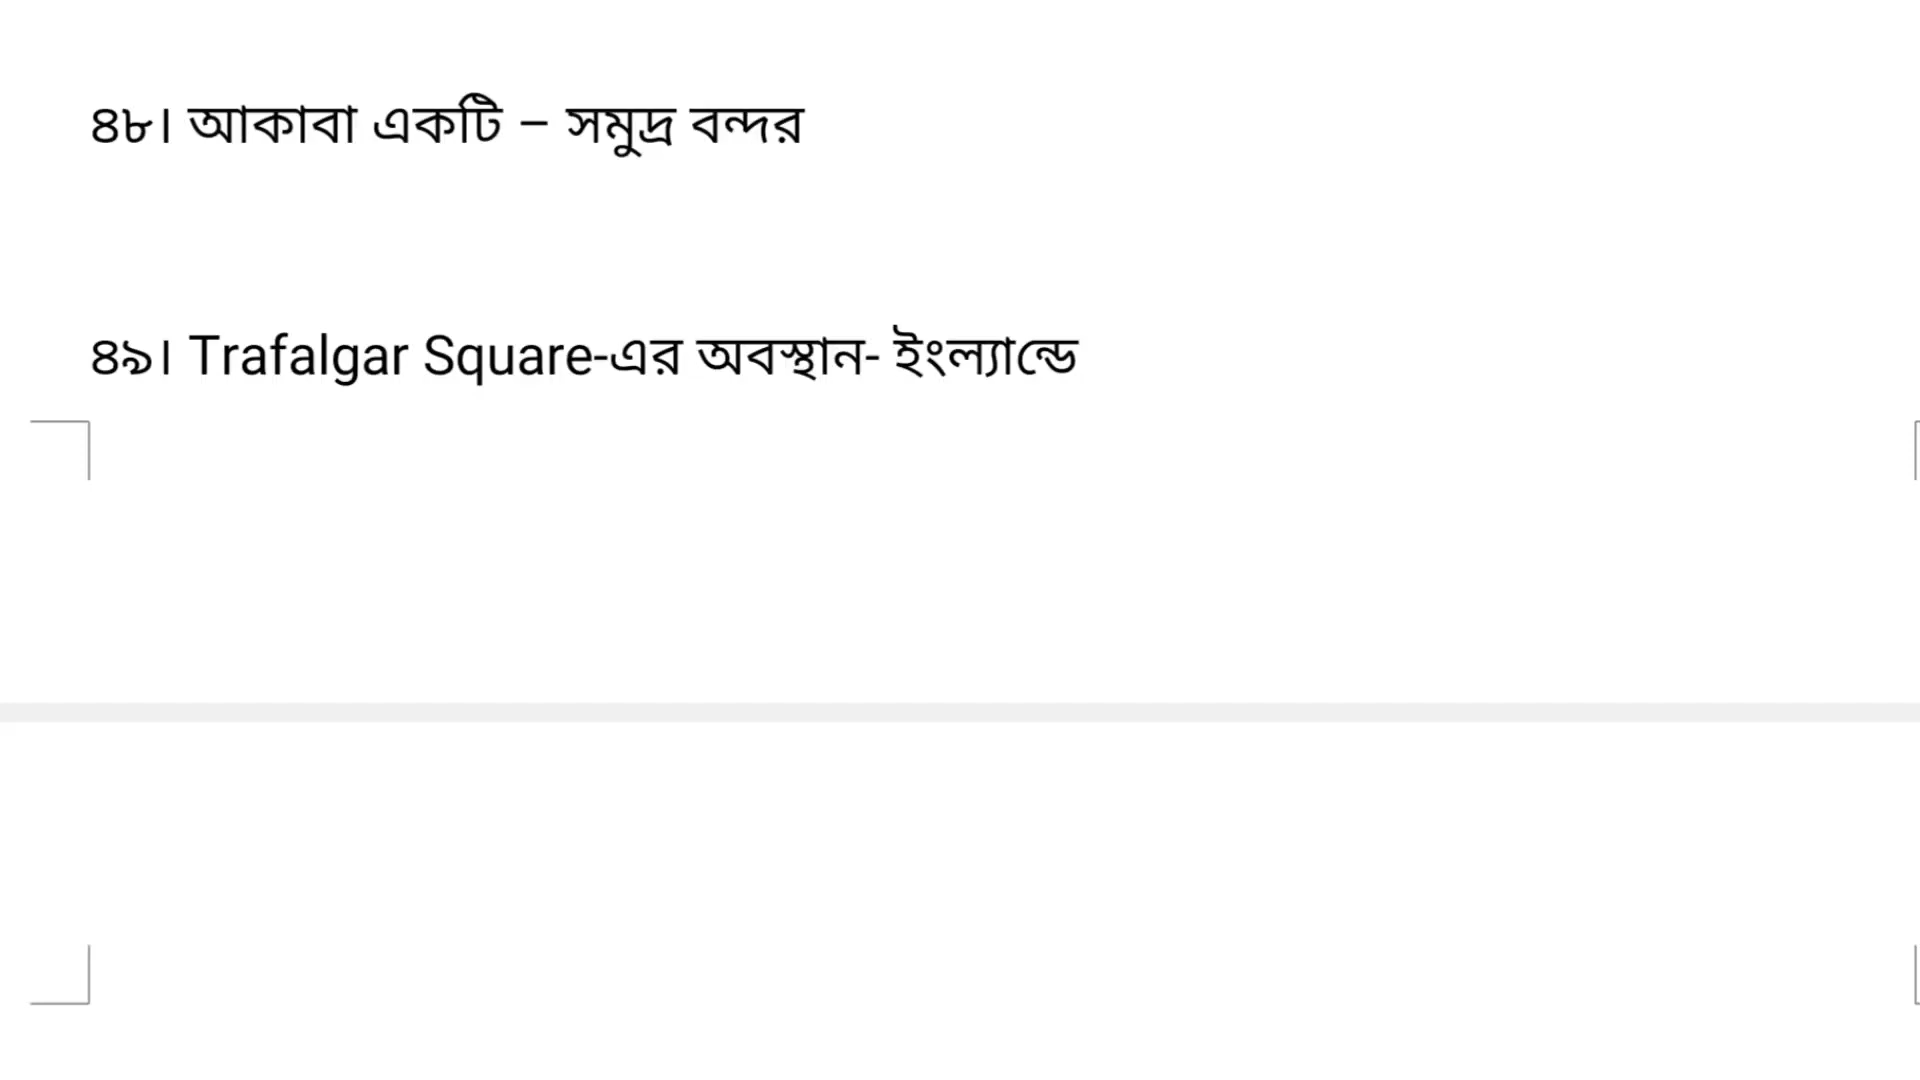 ৪৮। আকাবা একটি – সমুদ্র বন্দর
৪৯। Trafalgar Square-এর অবস্থান- ইংল্যান্ডে